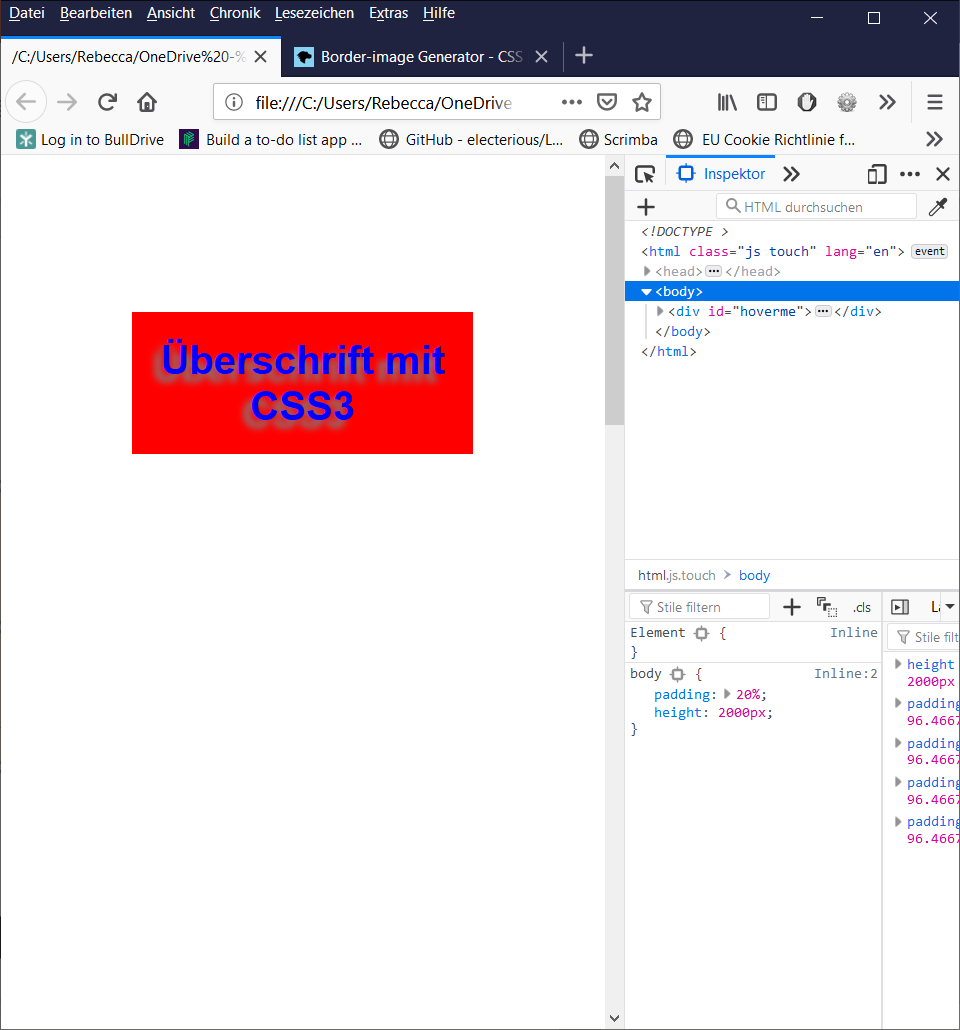 Datei Bearbeiten Ansicht Chronik Lesezeichen Extras Hilfe
/C:/Users/Rebecca/OneDrive%20-%
Border-image Generator - CSS
file:///C:/Users/Rebecca/OneDrive
Log in to BullDrive
Build a to-do list app ...
GitHub - electerious/L...
Scrimba
EU Cookie Richtlinie f...
Überschrift mit
CSS3
Inspektor
HTML durchsuchen
<!DOCTYPE >
<html class="js touch" lang="en"> event
<head> ... </head>
<body>
<div id="hoverme"> ... </div>
</body>
</html>
html.js.touch > body
Stile filtern
+ .cls
Element { Inline
}
body { Inline:2
padding: 20%;
height: 2000px;
}
La
Stile filt
height
2000px
padding
96.4667
padding
96.4667
padding
96.4667
padding
96.4667